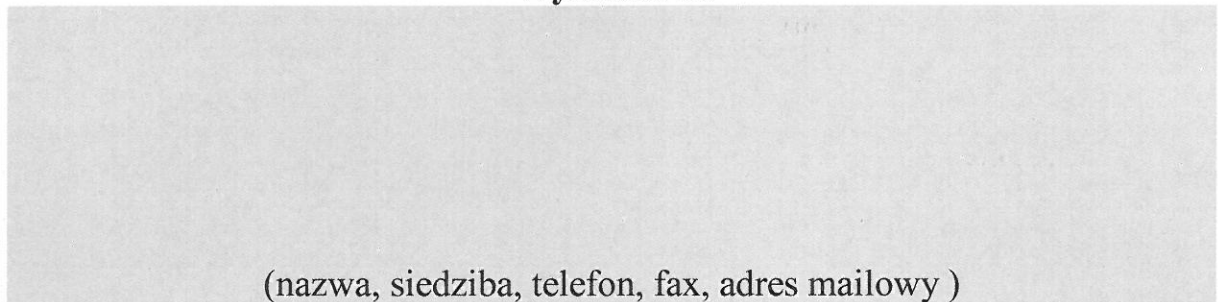 (nazwa, siedziba, telefon, fax, adres mailowy )